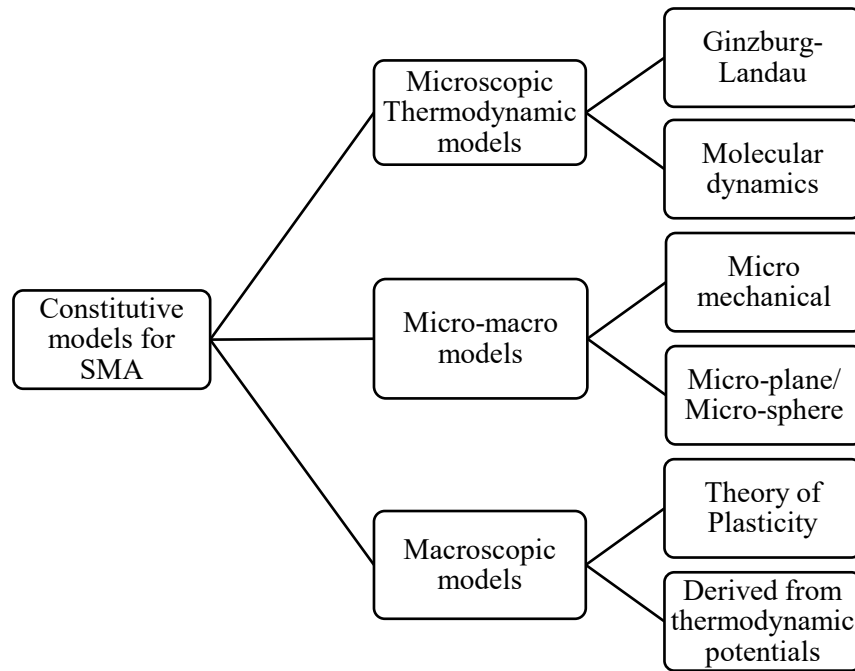 Constitutive
models for
SMA
Microscopic
Thermodynamic
models
Ginzburg-
Landau
Molecular
dynamics
Micro-macro
models
Micro
mechanical
Micro-plane/
Micro-sphere
Macroscopic
models
Theory of
Plasticity
Derived from
thermodynamic
potentials